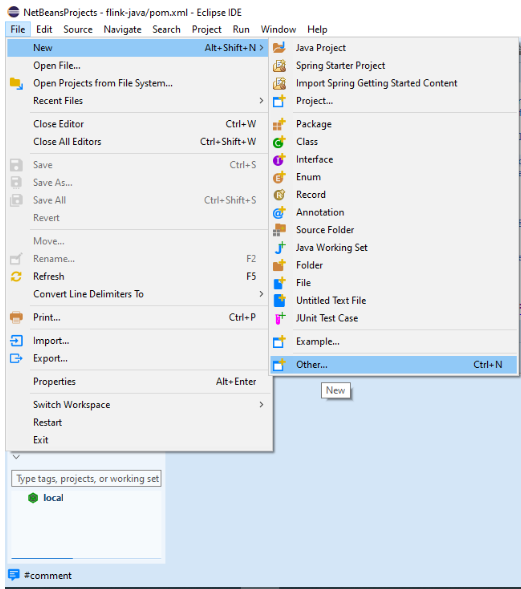 NetBeansProjects - flink-java/pom.xml - Eclipse IDE
File Edit Source Navigate Search Project Run Window Help
New Alt+Shift+N >
Open File...
Open Projects from File System...
Recent Files >
Close Editor Ctrl+W
Close All Editors Ctrl+Shift+W
Save Ctrl+S
Save As...
Save All Ctrl+Shift+S
Revert
Move...
Rename... F2
Refresh F5
Convert Line Delimiters To >
Print... Ctrl+P
Import...
Export...
Properties Alt+Enter
Switch Workspace >
Restart
Exit
Java Project
Spring Starter Project
Import Spring Getting Started Content
Project...
Package
Class
Interface
Enum
Record
Annotation
Source Folder
Java Working Set
Folder
File
Untitled Text File
JUnit Test Case
Example...
Other... Ctrl+N
New
Type tags, projects, or working set
local
#comment